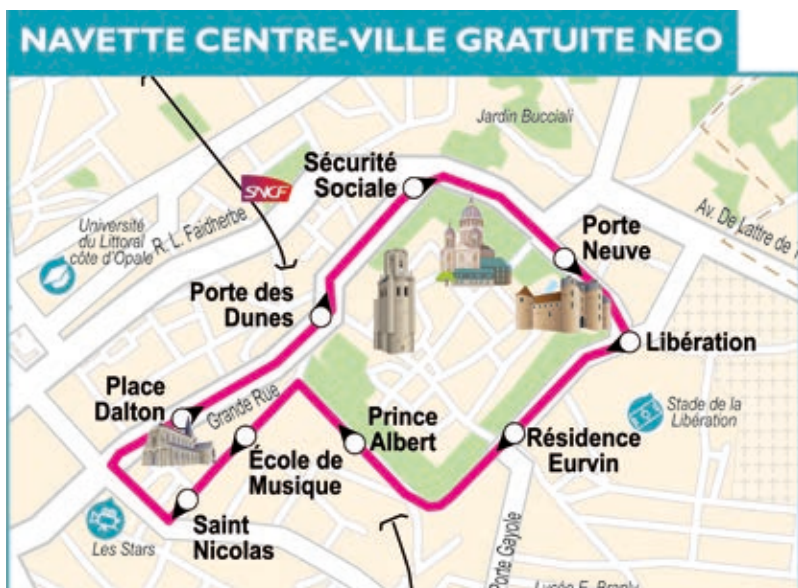 NAVETTE CENTRE-VILLE GRATUITE NEO
Jardin Bucciali
Sécurité
Sociale
SNCF
Université
du Littoral
côte d'Opale
R.-L. Faidherbe
Porte
Neuve
Av. De Lattre de
Porte des
Dunes
Libération
Place
Dalton
Grande Rue
Prince
Albert
Stade de la
Libération
Résidence
Eurvin
École de
Musique
Saint
Nicolas
Les Stars
Porte Gayole
Lycée E. Branly